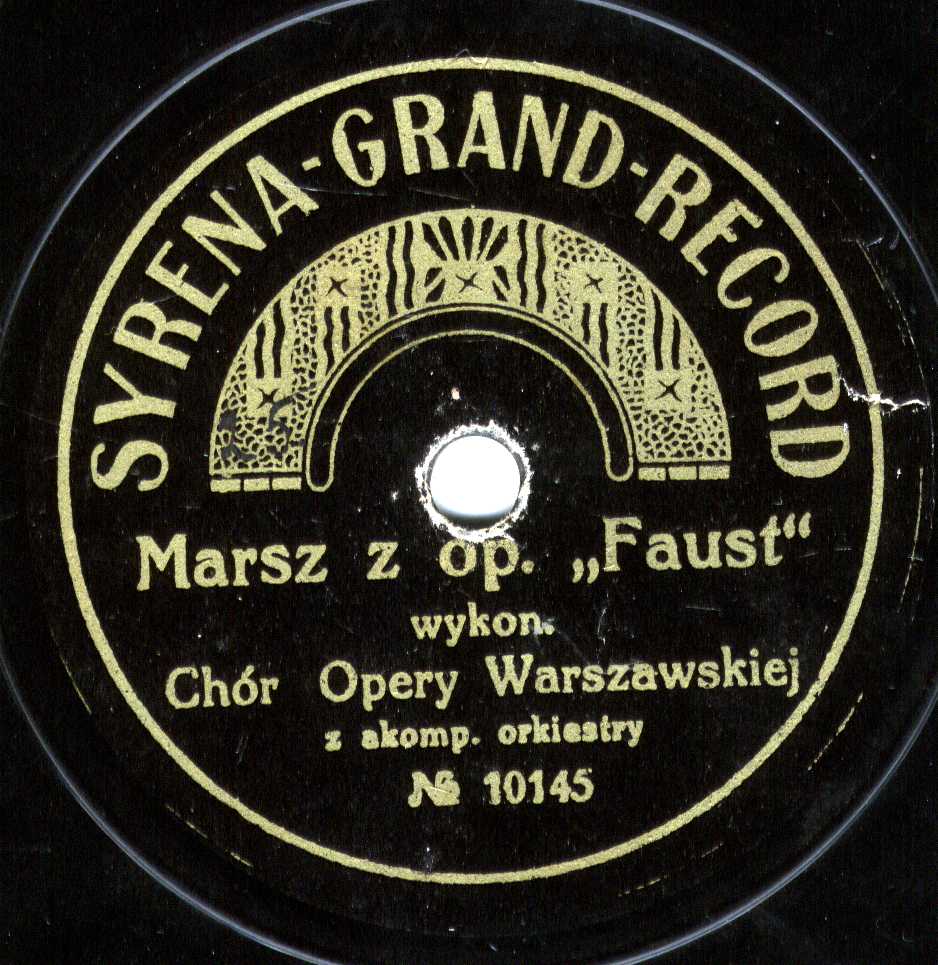 SYRENA-GRAND-RECORD
Marsz z op. „Faust“
wykon.
Chór Opery Warszawskiej
z akomp. orkiestry
№ 10145